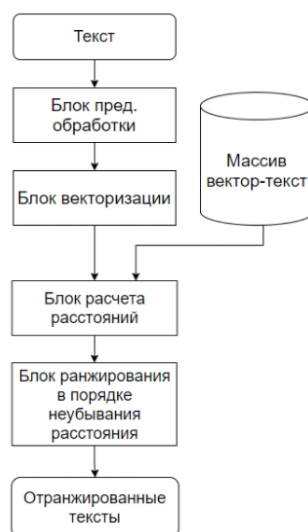 Текст
Блок пред.
обработки
Массив
вектор-текст
Блок векторизации
Блок расчета
расстояний
Блок ранжирования
в порядке
неубывания
расстояния
Отранжированные
тексты